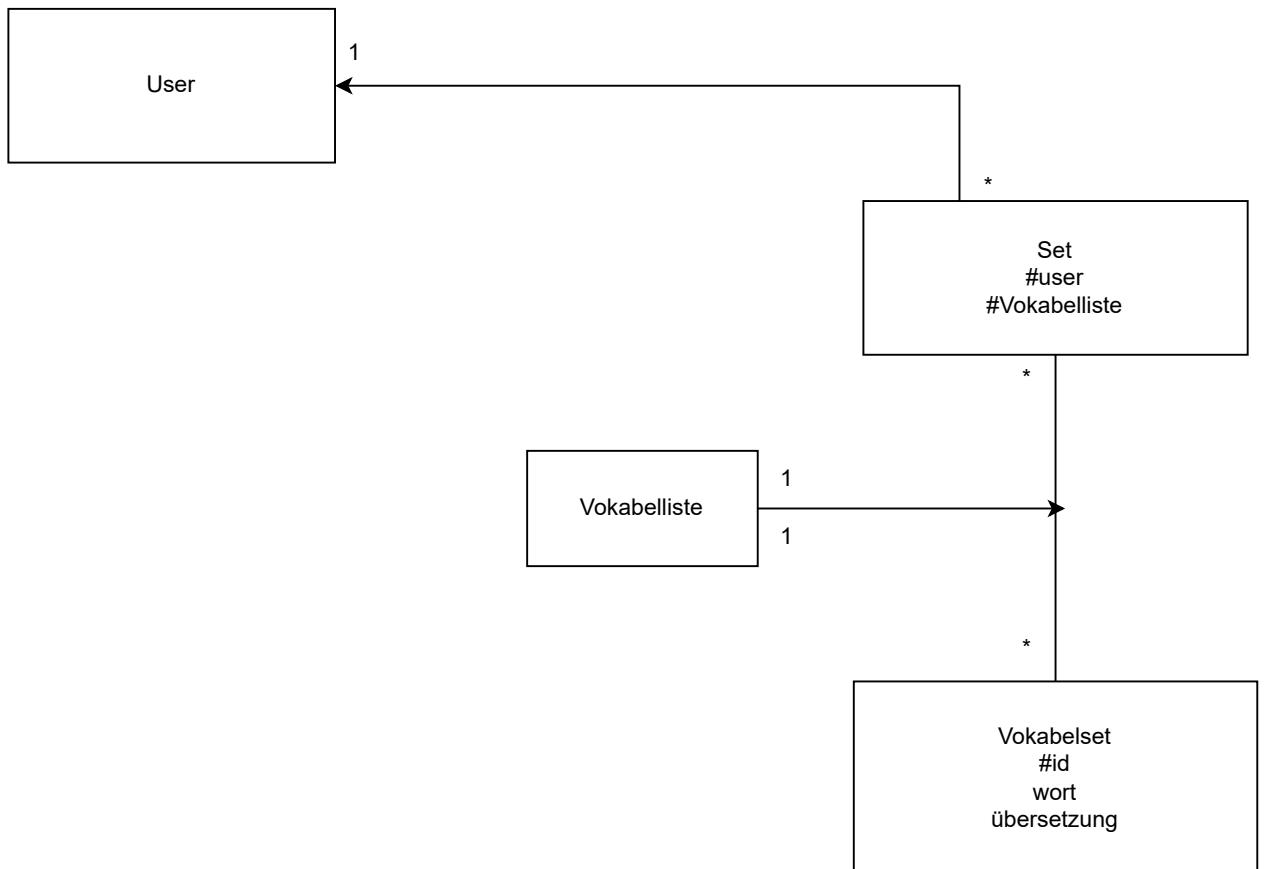 User
1
*
Set
#user
#Vokabelliste
*
Vokabelliste
1
1
*
Vokabelset
#id
wort
übersetzung